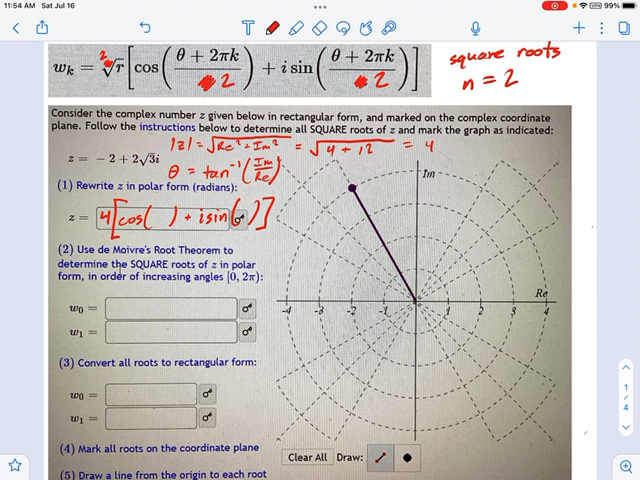 11:54 AM Sat Jul 16
99%
w_k = \sqrt[2]{r} [ cos( (θ + 2πk) / 2 ) + i sin( (θ + 2πk) / 2 ) ]
square roots
n = 2
Consider the complex number z given below in rectangular form, and marked on the complex coordinate
plane. Follow the instructions below to determine all SQUARE roots of z and mark the graph as indicated:
|z| = √(Re² + Im²) = √(4 + 12) = 4
z = − 2 + 2√3i
θ = tan⁻¹(Im/Re)
(1) Rewrite z in polar form (radians):
z = 4[cos( ) + i sin( )]
(2) Use de Moivre's Root Theorem to
determine the SQUARE roots of z in polar
form, in order of increasing angles [0, 2π):
w₀ =
w₁ =
(3) Convert all roots to rectangular form:
w₀ =
w₁ =
(4) Mark all roots on the coordinate plane
(5) Draw a line from the origin to each root
Im
Re
-4 -3 -2 -1 1 2 3 4
Clear All Draw:
1
4